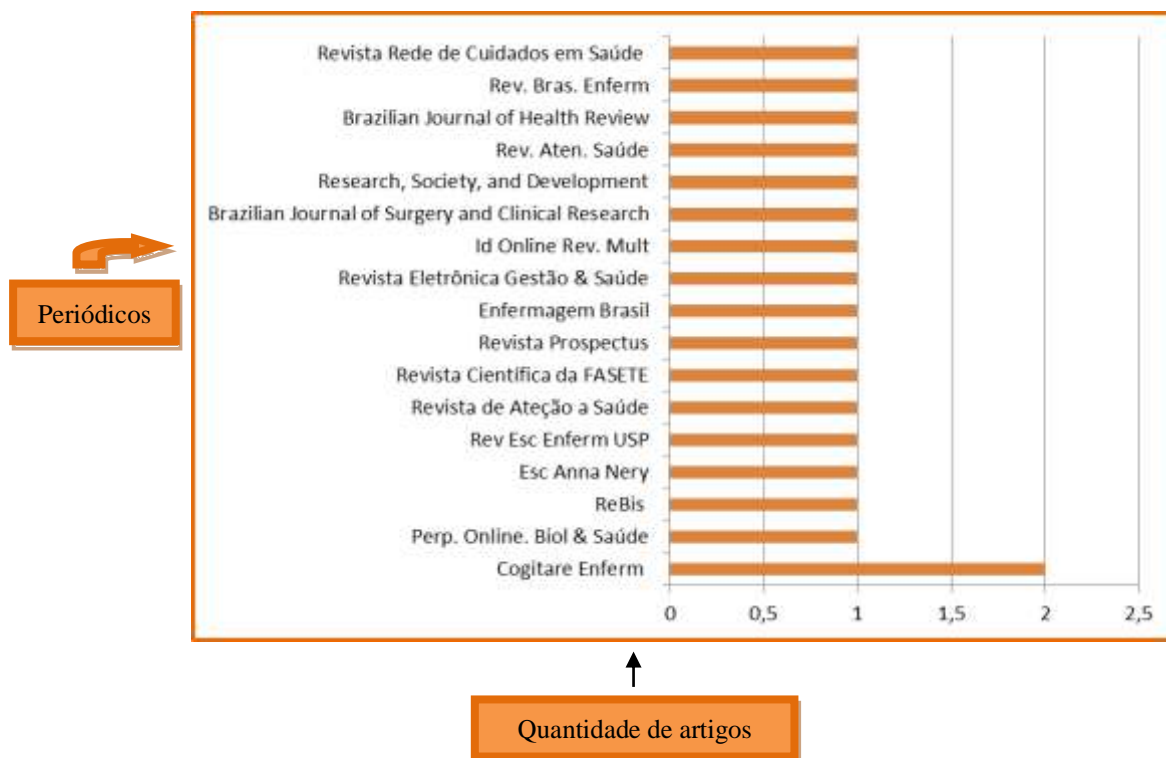 Revista Rede de Cuidados em Saúde
Rev. Bras. Enferm
Brazilian Journal of Health Review
Rev. Aten. Saúde
Research, Society, and Development
Brazilian Journal of Surgery and Clinical Research
Id Online Rev. Mult
Revista Eletrônica Gestão & Saúde
Enfermagem Brasil
Revista Prospectus
Revista Científica da FASETE
Revista de Ateção a Saúde
Rev Esc Enferm USP
Esc Anna Nery
ReBis
Perp. Online. Biol & Saúde
Cogitare Enferm
0 0,5 1 1,5 2 2,5
Periódicos
Quantidade de artigos